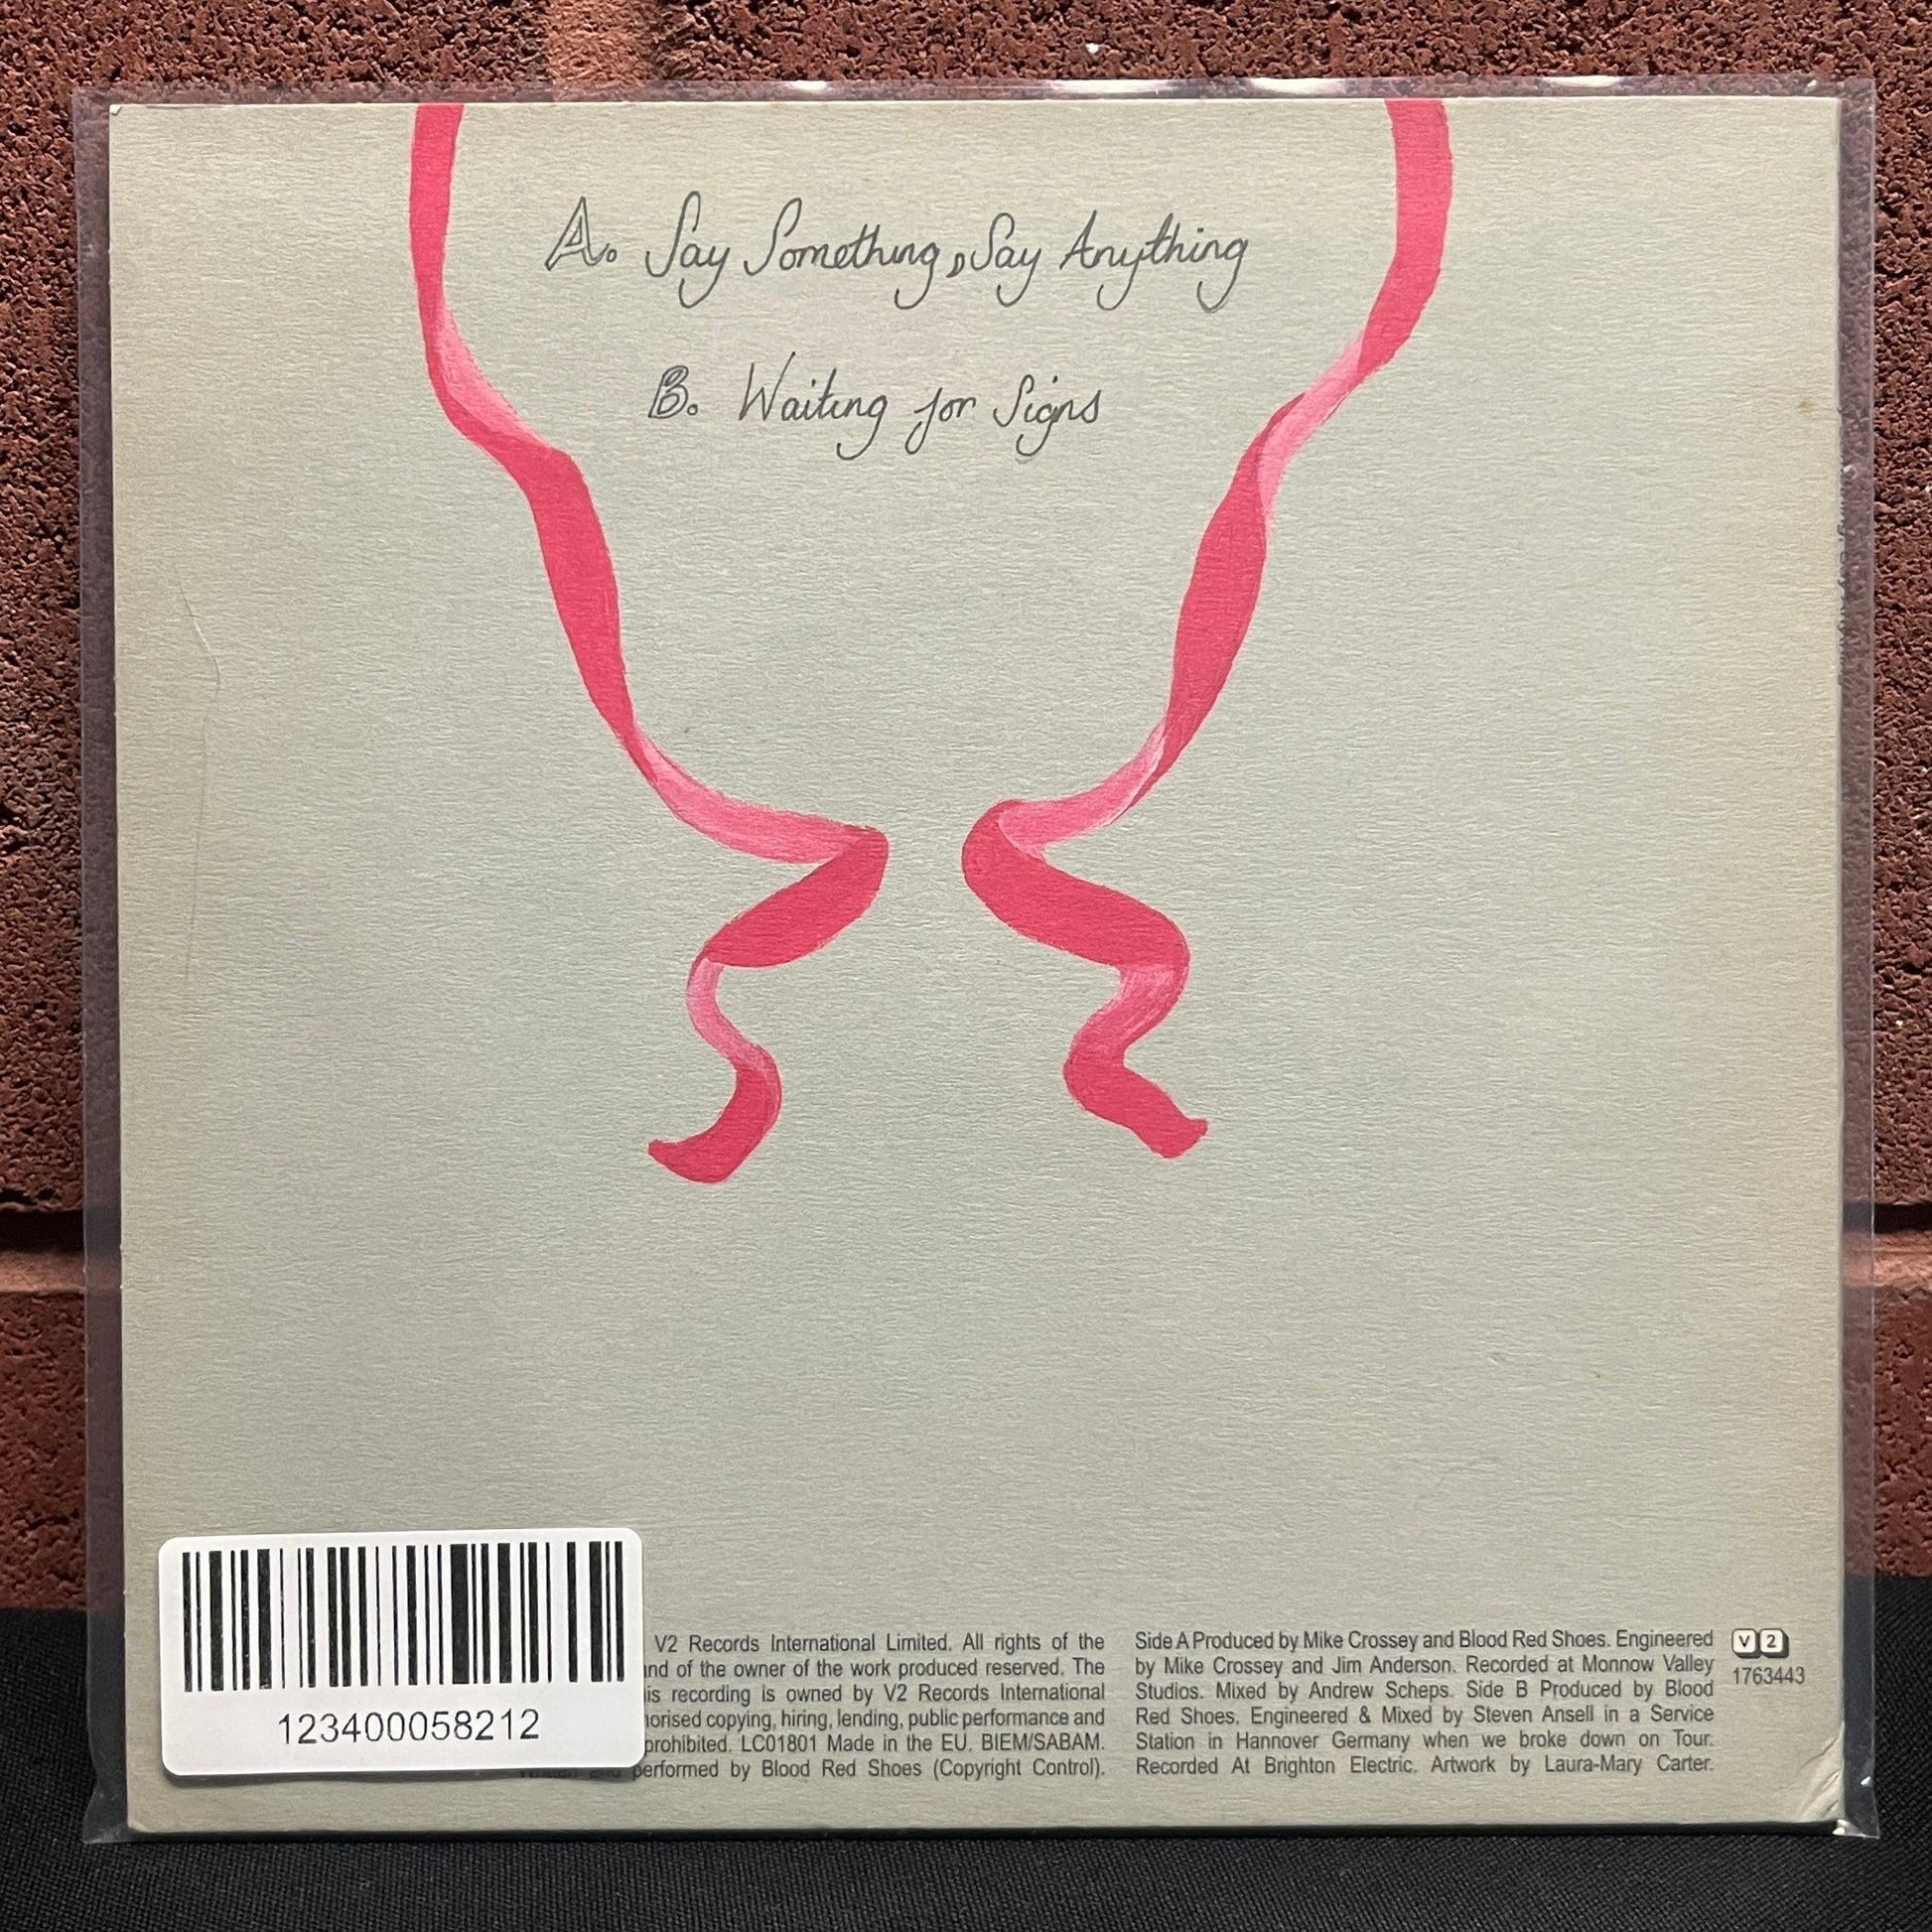 A. Say Something, Say Anything
B. Waiting for Signs
V2 Records International Limited. All rights of the
of the owner of the work produced reserved. The
recording is owned by V2 Records International
copying, hiring, lending, public performance and
prohibited. LC01801 Made in the EU. BIEM/SABAM.
performed by Blood Red Shoes (Copyright Control).
Side A Produced by Mike Crossey and Blood Red Shoes. Engineered
by Mike Crossey and Jim Anderson. Recorded at Monnow Valley
Studios. Mixed by Andrew Scheps. Side B Produced by Blood
Red Shoes. Engineered & Mixed by Steven Ansell in a Service
Station in Hannover Germany when we broke down on Tour.
Recorded At Brighton Electric. Artwork by Laura-Mary Carter.
V2
1763443
123400058212